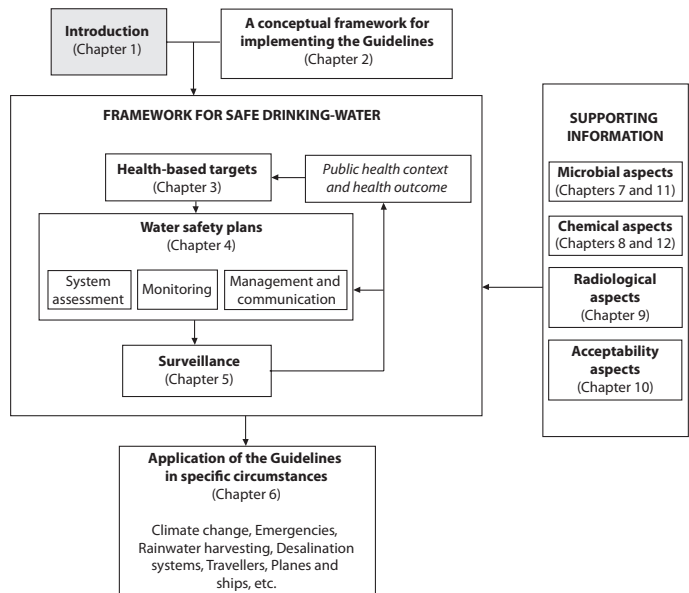 Introduction
(Chapter 1)
A conceptual framework for
implementing the Guidelines
(Chapter 2)
FRAMEWORK FOR SAFE DRINKING-WATER
Health-based targets
(Chapter 3)
Public health context
and health outcome
Water safety plans
(Chapter 4)
System
assessment
Monitoring
Management and
communication
Surveillance
(Chapter 5)
SUPPORTING
INFORMATION
Microbial aspects
(Chapters 7 and 11)
Chemical aspects
(Chapters 8 and 12)
Radiological
aspects
(Chapter 9)
Acceptability
aspects
(Chapter 10)
Application of the Guidelines
in specific circumstances
(Chapter 6)
Climate change, Emergencies,
Rainwater harvesting, Desalination
systems, Travellers, Planes and
ships, etc.